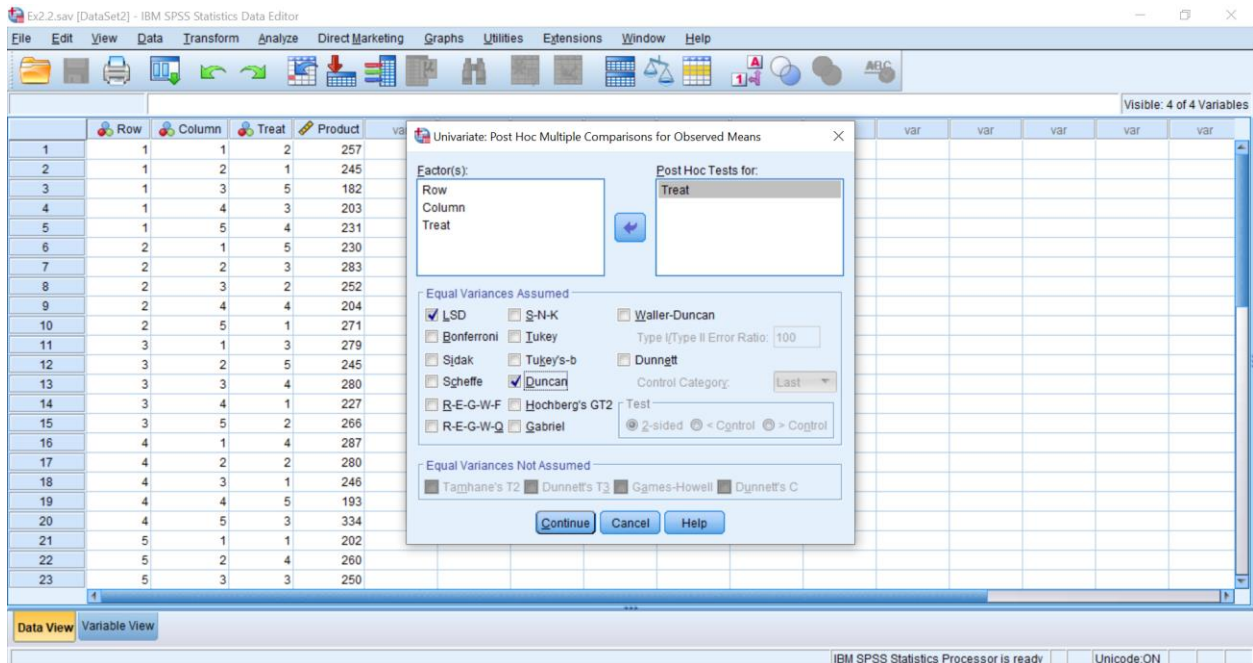 Ex2.2.sav [DataSet2] - IBM SPSS Statistics Data Editor
File Edit View Data Transform Analyze Direct Marketing Graphs Utilities Extensions Window Help
Visible: 4 of 4 Variables
Row Column Treat Product va var var var var var
1 1 1 2 257
2 1 2 1 245
3 1 3 5 182
4 1 4 3 203
5 1 5 4 231
6 2 1 5 230
7 2 2 3 283
8 2 3 2 252
9 2 4 4 204
10 2 5 1 271
11 3 1 3 279
12 3 2 5 245
13 3 3 4 280
14 3 4 1 227
15 3 5 2 266
16 4 1 4 287
17 4 2 2 280
18 4 3 1 246
19 4 4 5 193
20 4 5 3 334
21 5 1 1 202
22 5 2 4 260
23 5 3 3 250
Univariate: Post Hoc Multiple Comparisons for Observed Means
Factor(s): Post Hoc Tests for:
Row Treat
Column
Treat
Equal Variances Assumed
LSD S-N-K Waller-Duncan
Bonferroni Tukey Type I/Type II Error Ratio: 100
Sidak Tukey's-b Dunnett
Scheffe Duncan Control Category: Last
R-E-G-W-F Hochberg's GT2 Test
R-E-G-W-Q Gabriel 2-sided < Control > Control
Equal Variances Not Assumed
Tamhane's T2 Dunnett's T3 Games-Howell Dunnett's C
Continue Cancel Help
Data View Variable View
IBM SPSS Statistics Processor is ready Unicode:ON